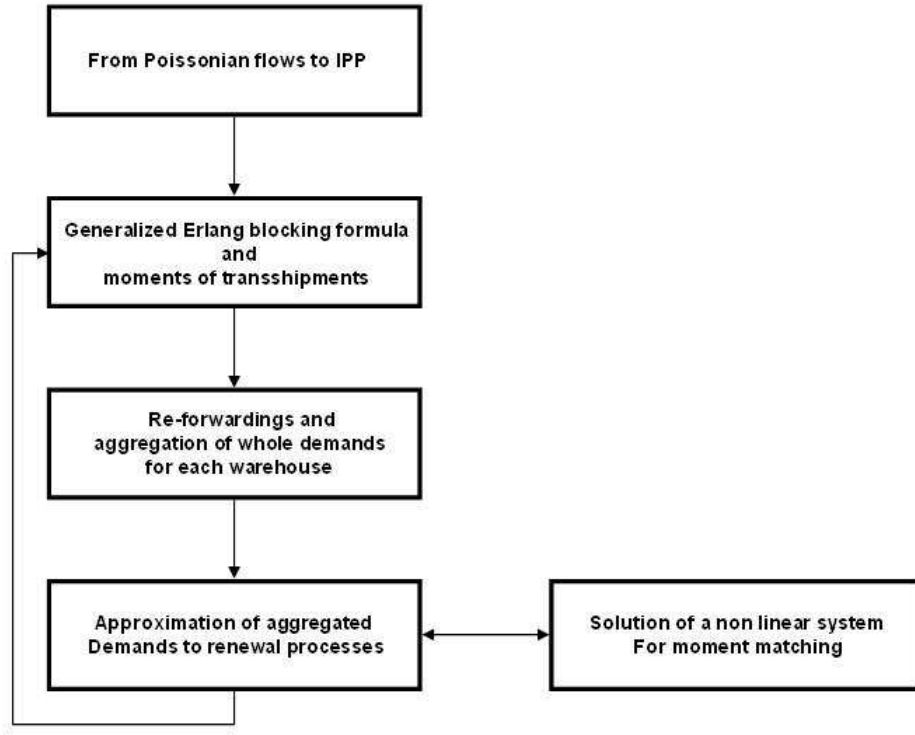 From Poissonian flows to IPP
Generalized Erlang blocking formula
and
moments of transshipments
Re-forwardings and
aggregation of whole demands
for each warehouse
Approximation of aggregated
Demands to renewal processes
Solution of a non linear system
For moment matching